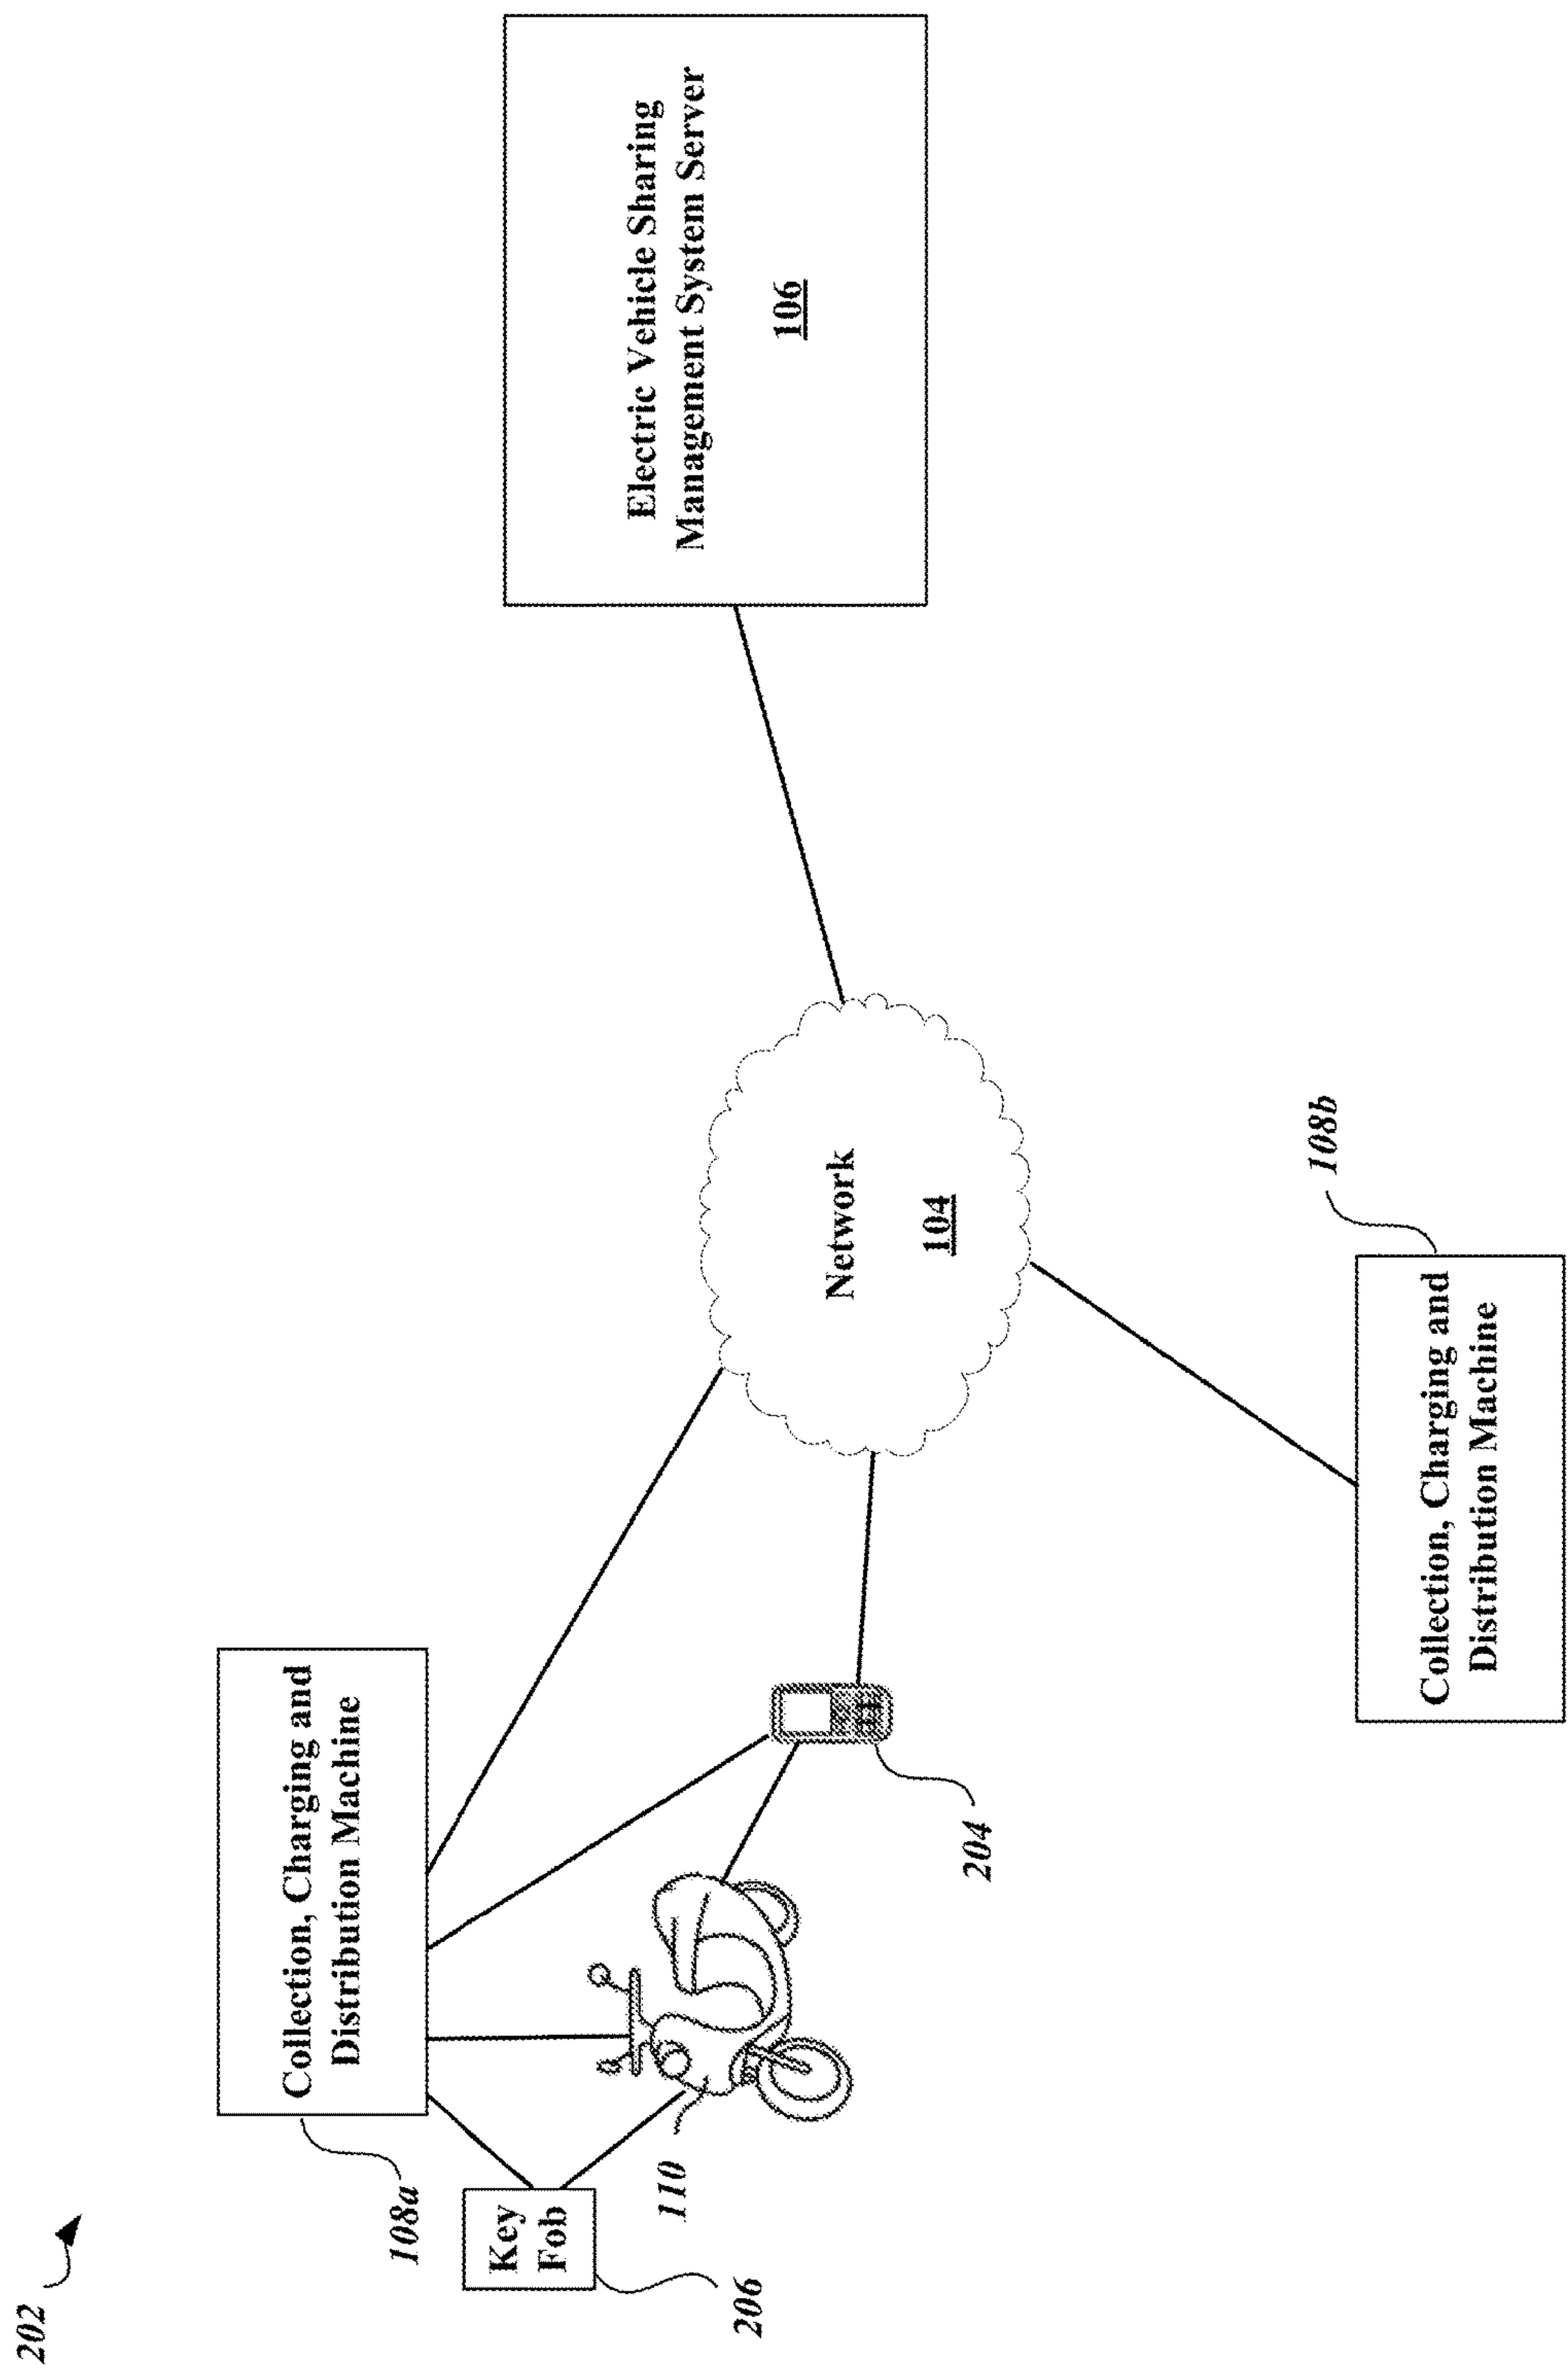 202
108a
Collection, Charging and
Distribution Machine
Key
Fob
206
110
204
Network
104
Electric Vehicle Sharing
Management System Server
106
108b
Collection, Charging and
Distribution Machine